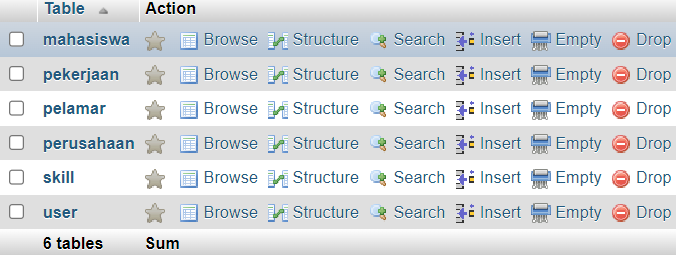 Table Action
mahasiswa Browse Structure Search Insert Empty Drop
pekerjaan Browse Structure Search Insert Empty Drop
pelamar Browse Structure Search Insert Empty Drop
perusahaan Browse Structure Search Insert Empty Drop
skill Browse Structure Search Insert Empty Drop
user Browse Structure Search Insert Empty Drop
6 tables Sum